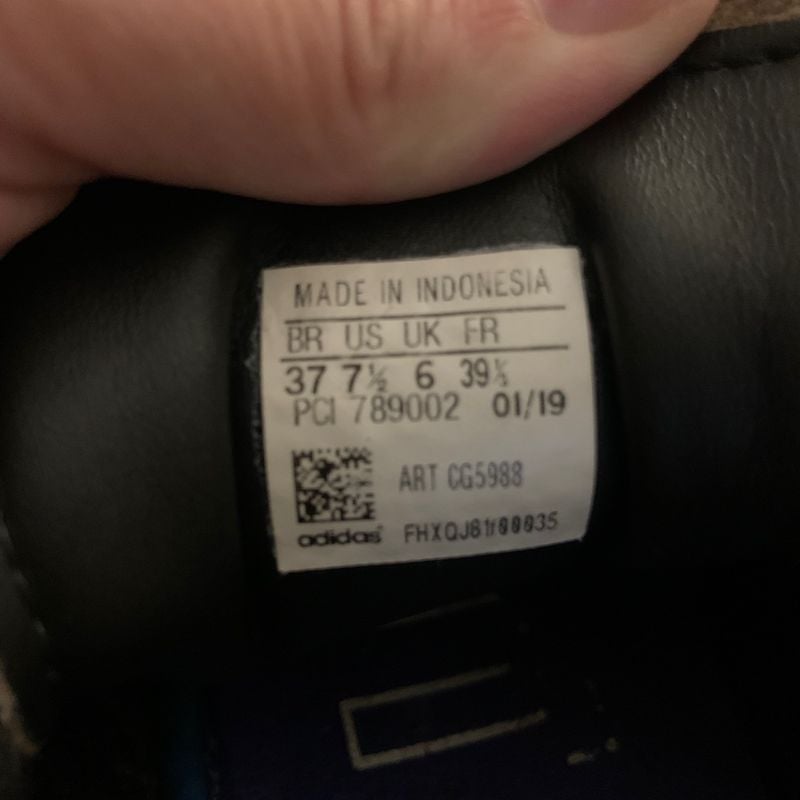 MADE IN INDONESIA
BR US UK FR
37 7½ 6 39⅓
PCI 789002 01/19
ART CG5988
adidas